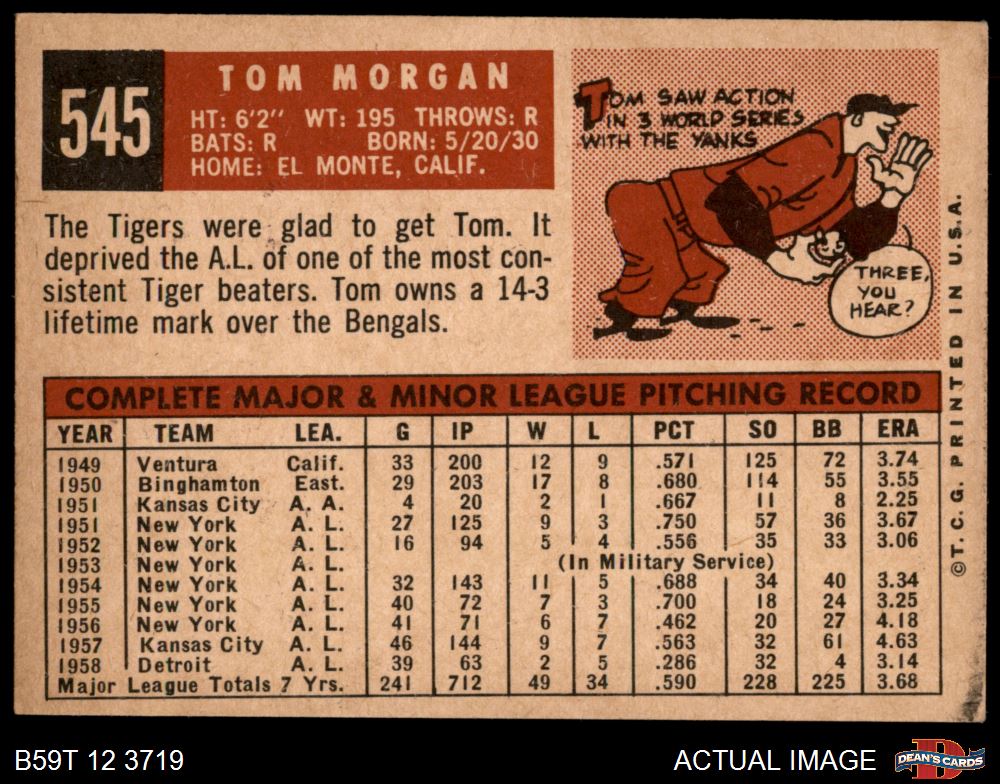 545
TOM MORGAN
HT: 6'2" WT: 195 THROWS: R
BATS: R BORN: 5/20/30
HOME: EL MONTE, CALIF.
TOM SAW ACTION
IN 3 WORLD SERIES
WITH THE YANKS
THREE,
YOU
HEAR?
The Tigers were glad to get Tom. It
deprived the A.L. of one of the most con-
sistent Tiger beaters. Tom owns a 14-3
lifetime mark over the Bengals.
COMPLETE MAJOR & MINOR LEAGUE PITCHING RECORD
YEAR TEAM LEA. G IP W L PCT SO BB ERA
1949 Ventura Calif. 33 200 12 9 .571 125 72 3.74
1950 Binghamton East. 29 203 17 8 .680 114 55 3.55
1951 Kansas City A. A. 4 20 2 1 .667 11 8 2.25
1951 New York A. L. 27 125 9 3 .750 57 36 3.67
1952 New York A. L. 16 94 5 4 .556 35 33 3.06
1953 New York A. L. (In Military Service)
1954 New York A. L. 32 143 11 5 .688 34 40 3.34
1955 New York A. L. 40 72 7 3 .700 18 24 3.25
1956 New York A. L. 41 71 6 7 .462 20 27 4.18
1957 Kansas City A. L. 46 144 9 7 .563 32 61 4.63
1958 Detroit A. L. 39 63 2 5 .286 32 4 3.14
Major League Totals 7 Yrs. 241 712 49 34 .590 228 225 3.68
©T. C. G. PRINTED IN U.S.A.
B59T 12 3719
ACTUAL IMAGE
DEAN'S CARDS